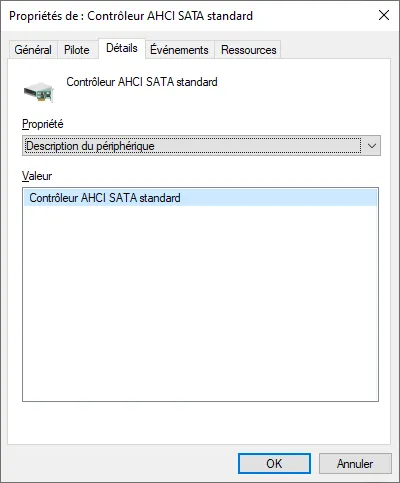 Propriétés de : Contrôleur AHCI SATA standard
Général
Pilote
Détails
Événements
Ressources
Contrôleur AHCI SATA standard
Propriété
Description du périphérique
Valeur
Contrôleur AHCI SATA standard
OK
Annuler